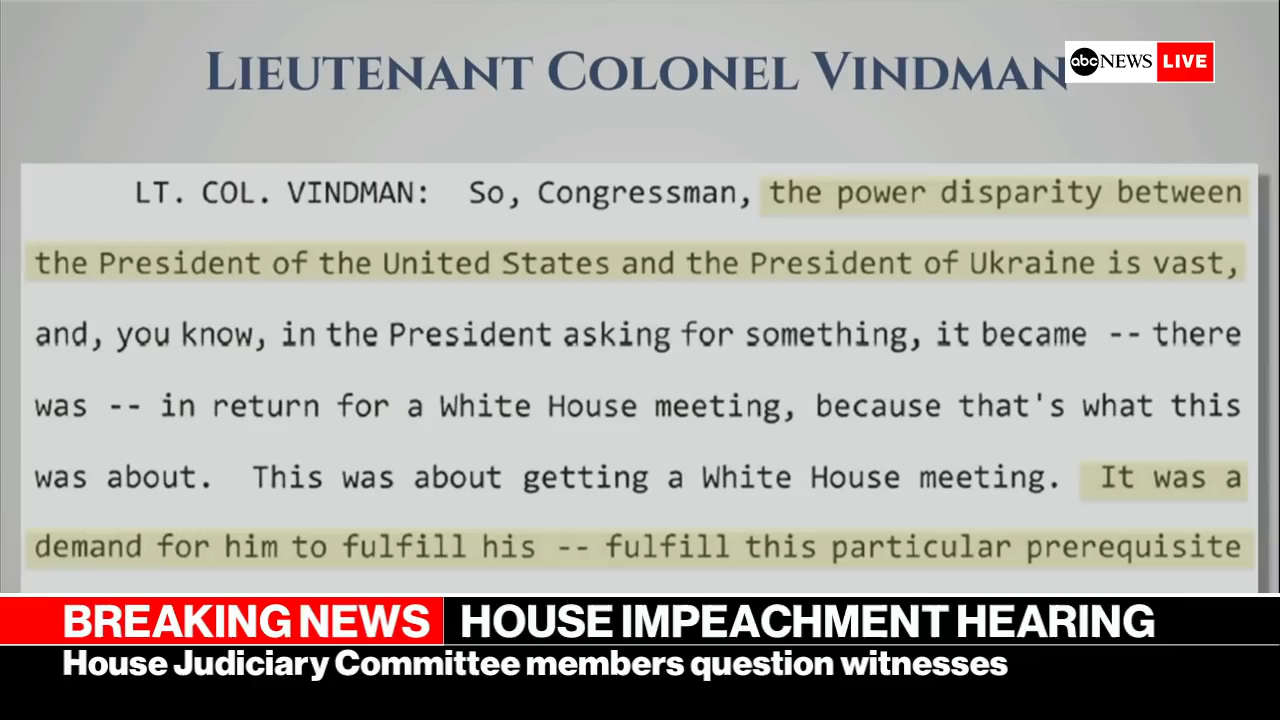 LIEUTENANT COLONEL VINDMAN
abc NEWS LIVE
LT. COL. VINDMAN: So, Congressman, the power disparity between
the President of the United States and the President of Ukraine is vast,
and, you know, in the President asking for something, it became -- there
was -- in return for a White House meeting, because that's what this
was about. This was about getting a White House meeting. It was a
demand for him to fulfill his -- fulfill this particular prerequisite
BREAKING NEWS HOUSE IMPEACHMENT HEARING
House Judiciary Committee members question witnesses